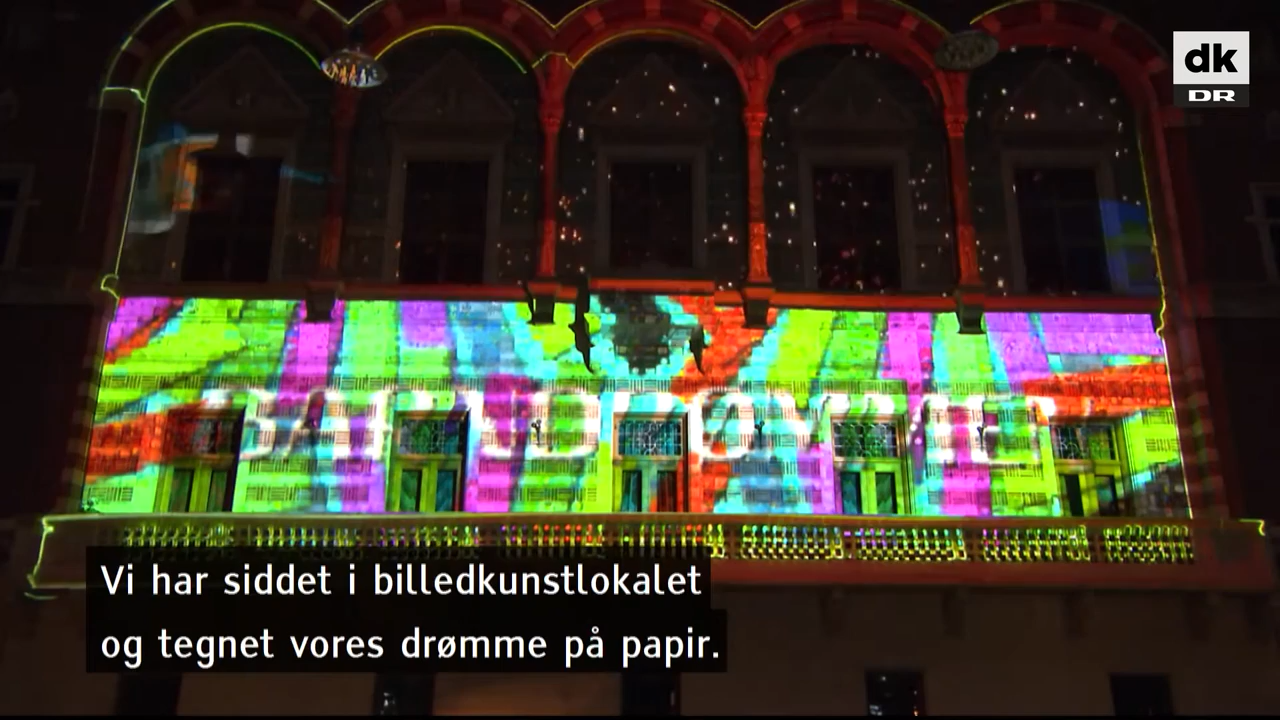 dk
DR
Vi har siddet i billedkunstlokalet
og tegnet vores drømme på papir.